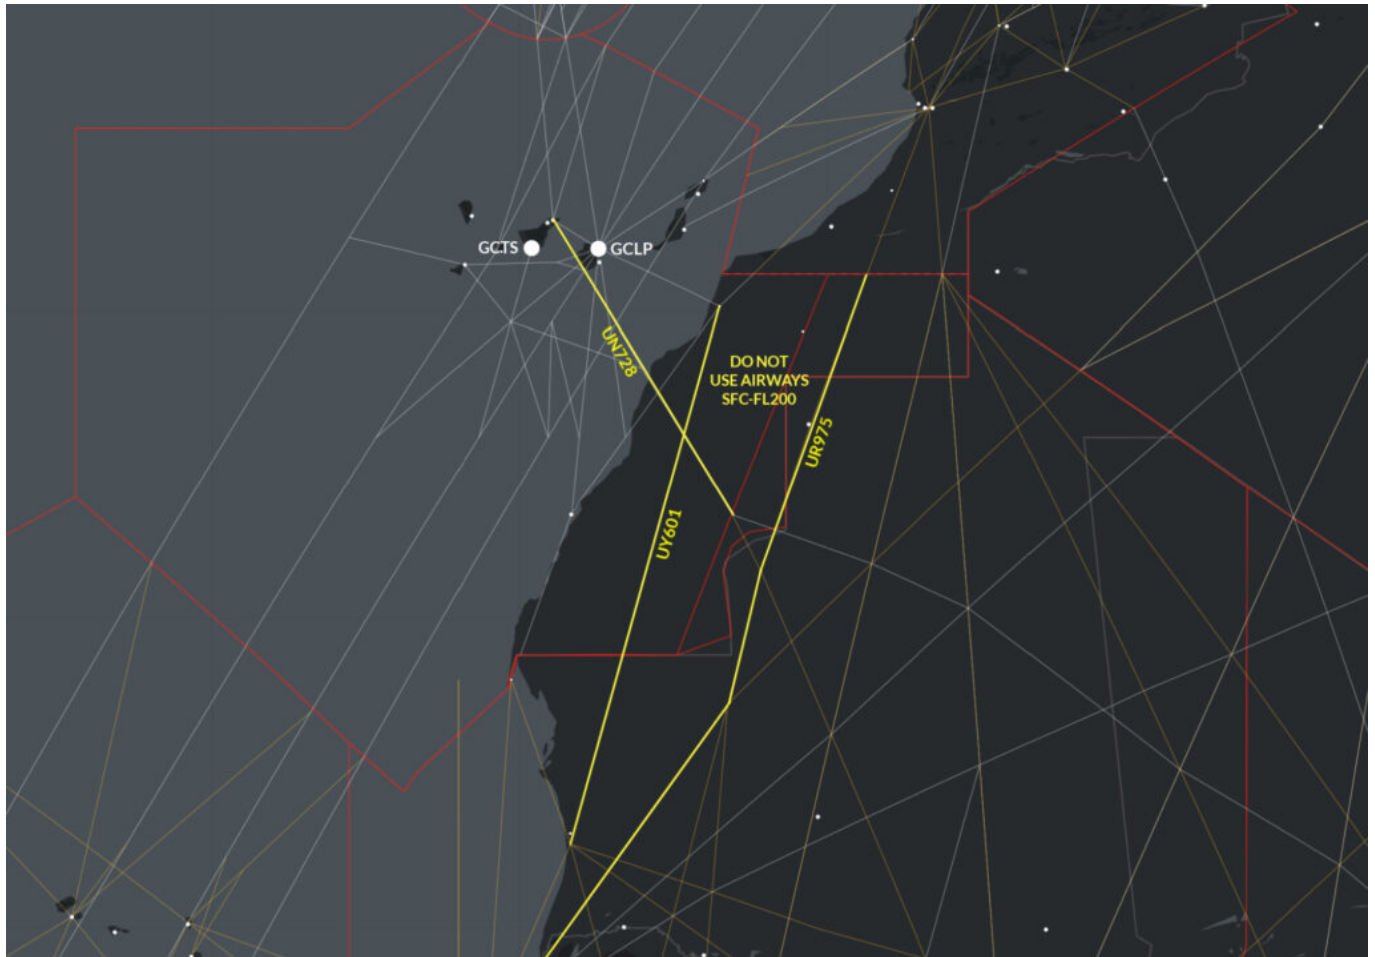 GCTS
GCLP
UN728
DO NOT
USE AIRWAYS
SFC-FL200
UR975
UY601